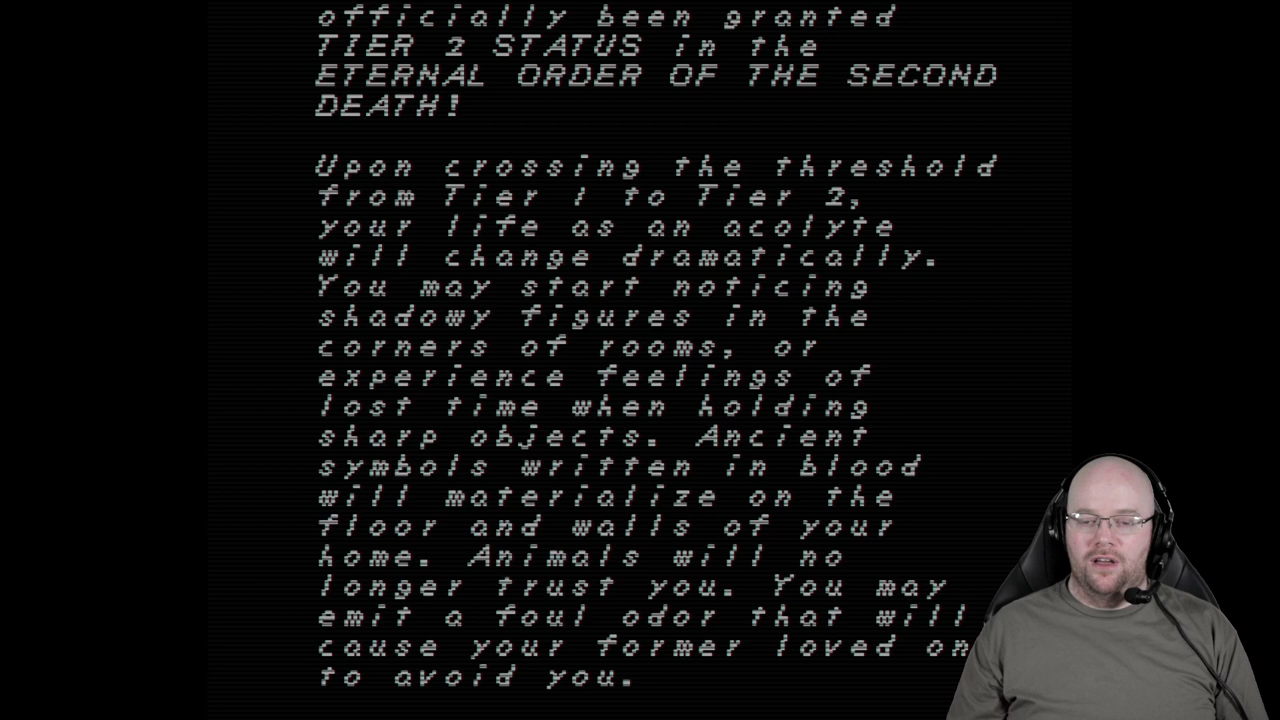 officially been granted
TIER 2 STATUS in the
ETERNAL ORDER OF THE SECOND
DEATH!
Upon crossing the threshold
from Tier 1 to Tier 2,
your life as an acolyte
will change dramatically.
You may start noticing
shadowy figures in the
corners of rooms, or
experience feelings of
lost time when holding
sharp objects. Ancient
symbols written in blood
will materialize on the
floor and walls of your
home. Animals will no
longer trust you. You may
emit a foul odor that will
cause your former loved on
to avoid you.